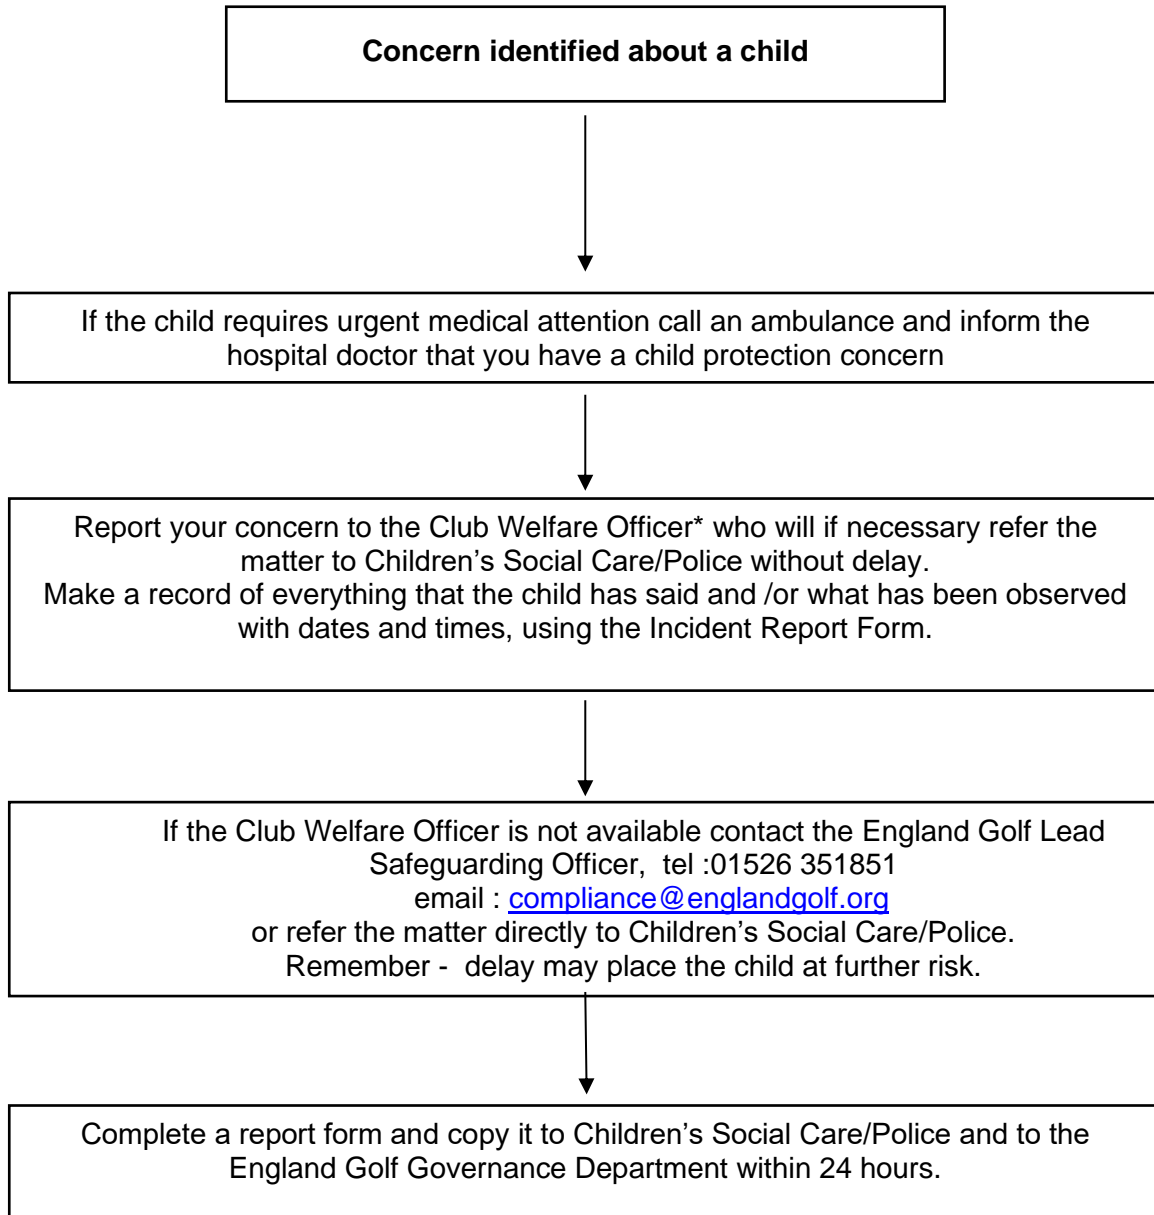 Concern identified about a child
If the child requires urgent medical attention call an ambulance and inform the
hospital doctor that you have a child protection concern
Report your concern to the Club Welfare Officer* who will if necessary refer the
matter to Children’s Social Care/Police without delay.
Make a record of everything that the child has said and /or what has been observed
with dates and times, using the Incident Report Form.
If the Club Welfare Officer is not available contact the England Golf Lead
Safeguarding Officer,  tel :01526 351851
email : compliance@englandgolf.org
or refer the matter directly to Children’s Social Care/Police.
Remember -  delay may place the child at further risk.
Complete a report form and copy it to Children’s Social Care/Police and to the
England Golf Governance Department within 24 hours.